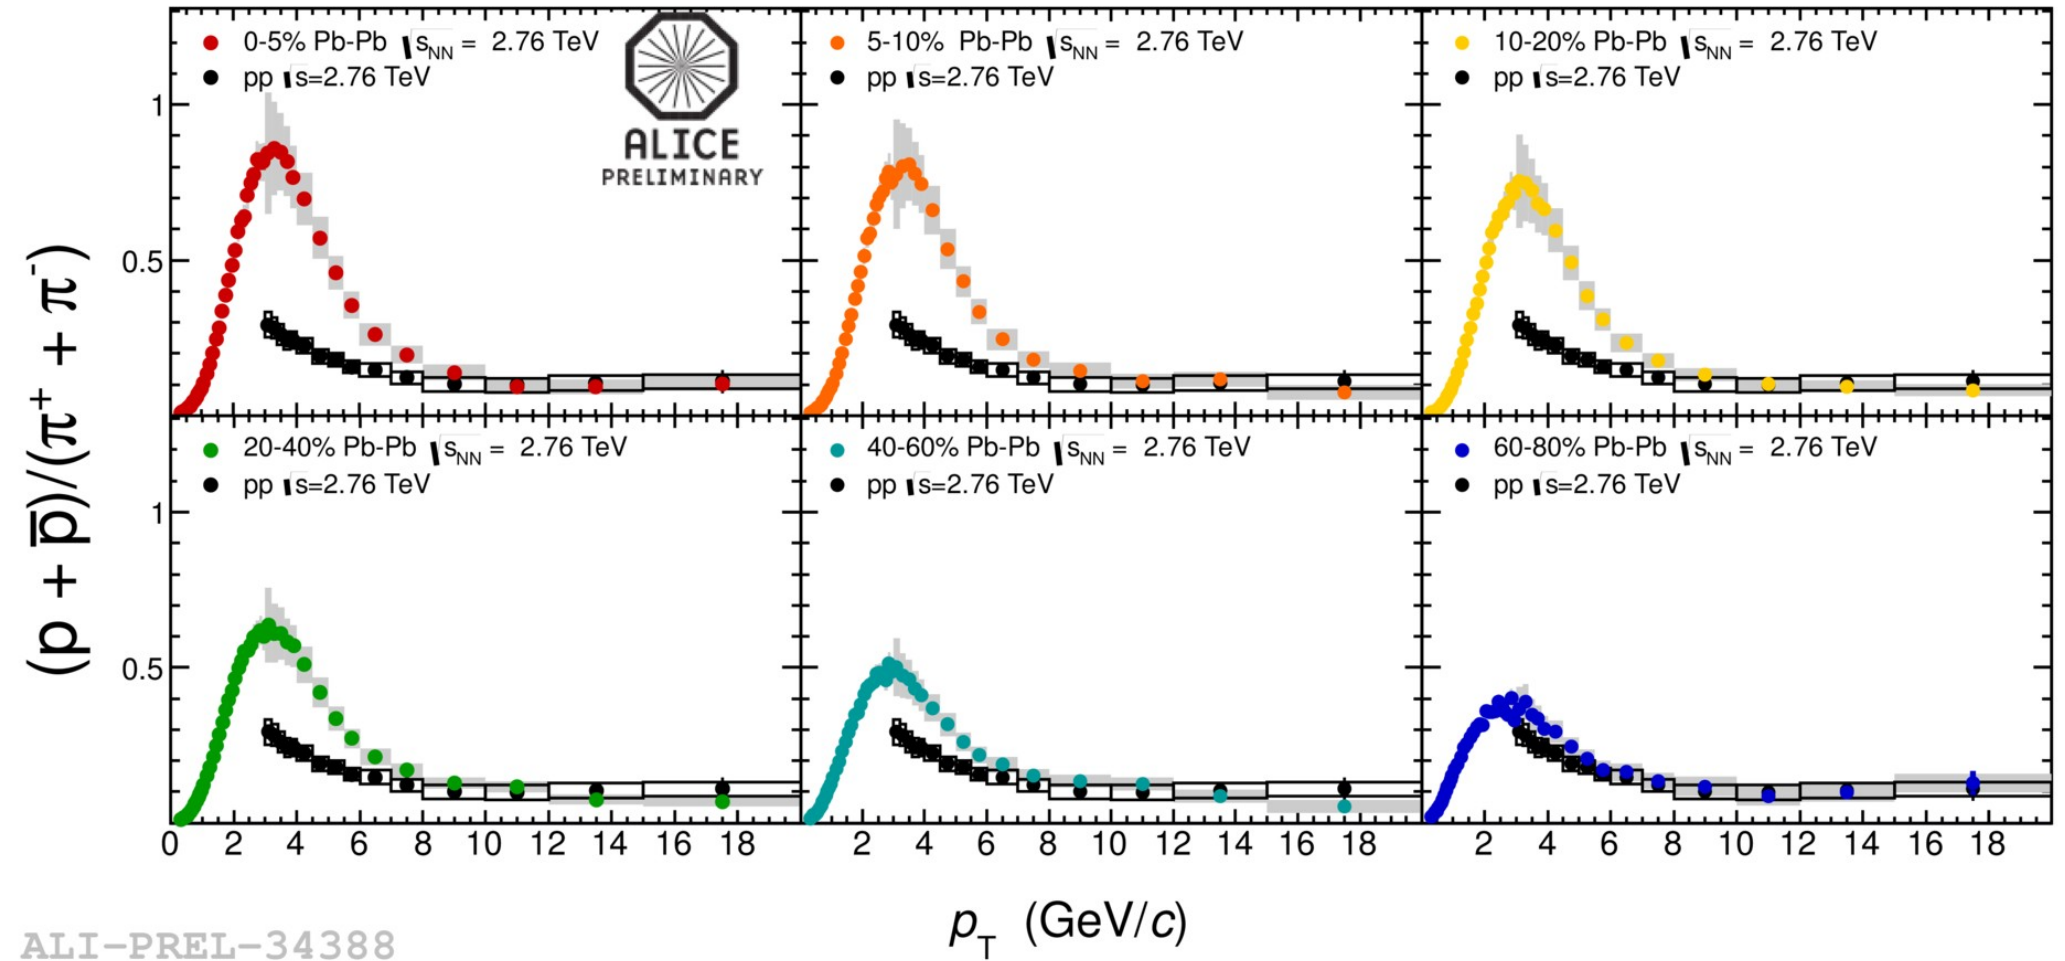 0-5% Pb-Pb √sNN = 2.76 TeV
pp √s=2.76 TeV
ALICE
PRELIMINARY
5-10% Pb-Pb √sNN = 2.76 TeV
pp √s=2.76 TeV
10-20% Pb-Pb √sNN = 2.76 TeV
pp √s=2.76 TeV
1
0.5
(p + p̅)/(π⁺ + π⁻)
20-40% Pb-Pb √sNN = 2.76 TeV
pp √s=2.76 TeV
40-60% Pb-Pb √sNN = 2.76 TeV
pp √s=2.76 TeV
60-80% Pb-Pb √sNN = 2.76 TeV
pp √s=2.76 TeV
1
0.5
0 2 4 6 8 10 12 14 16 18
2 4 6 8 10 12 14 16 18
2 4 6 8 10 12 14 16 18
pT (GeV/c)
ALI-PREL-34388